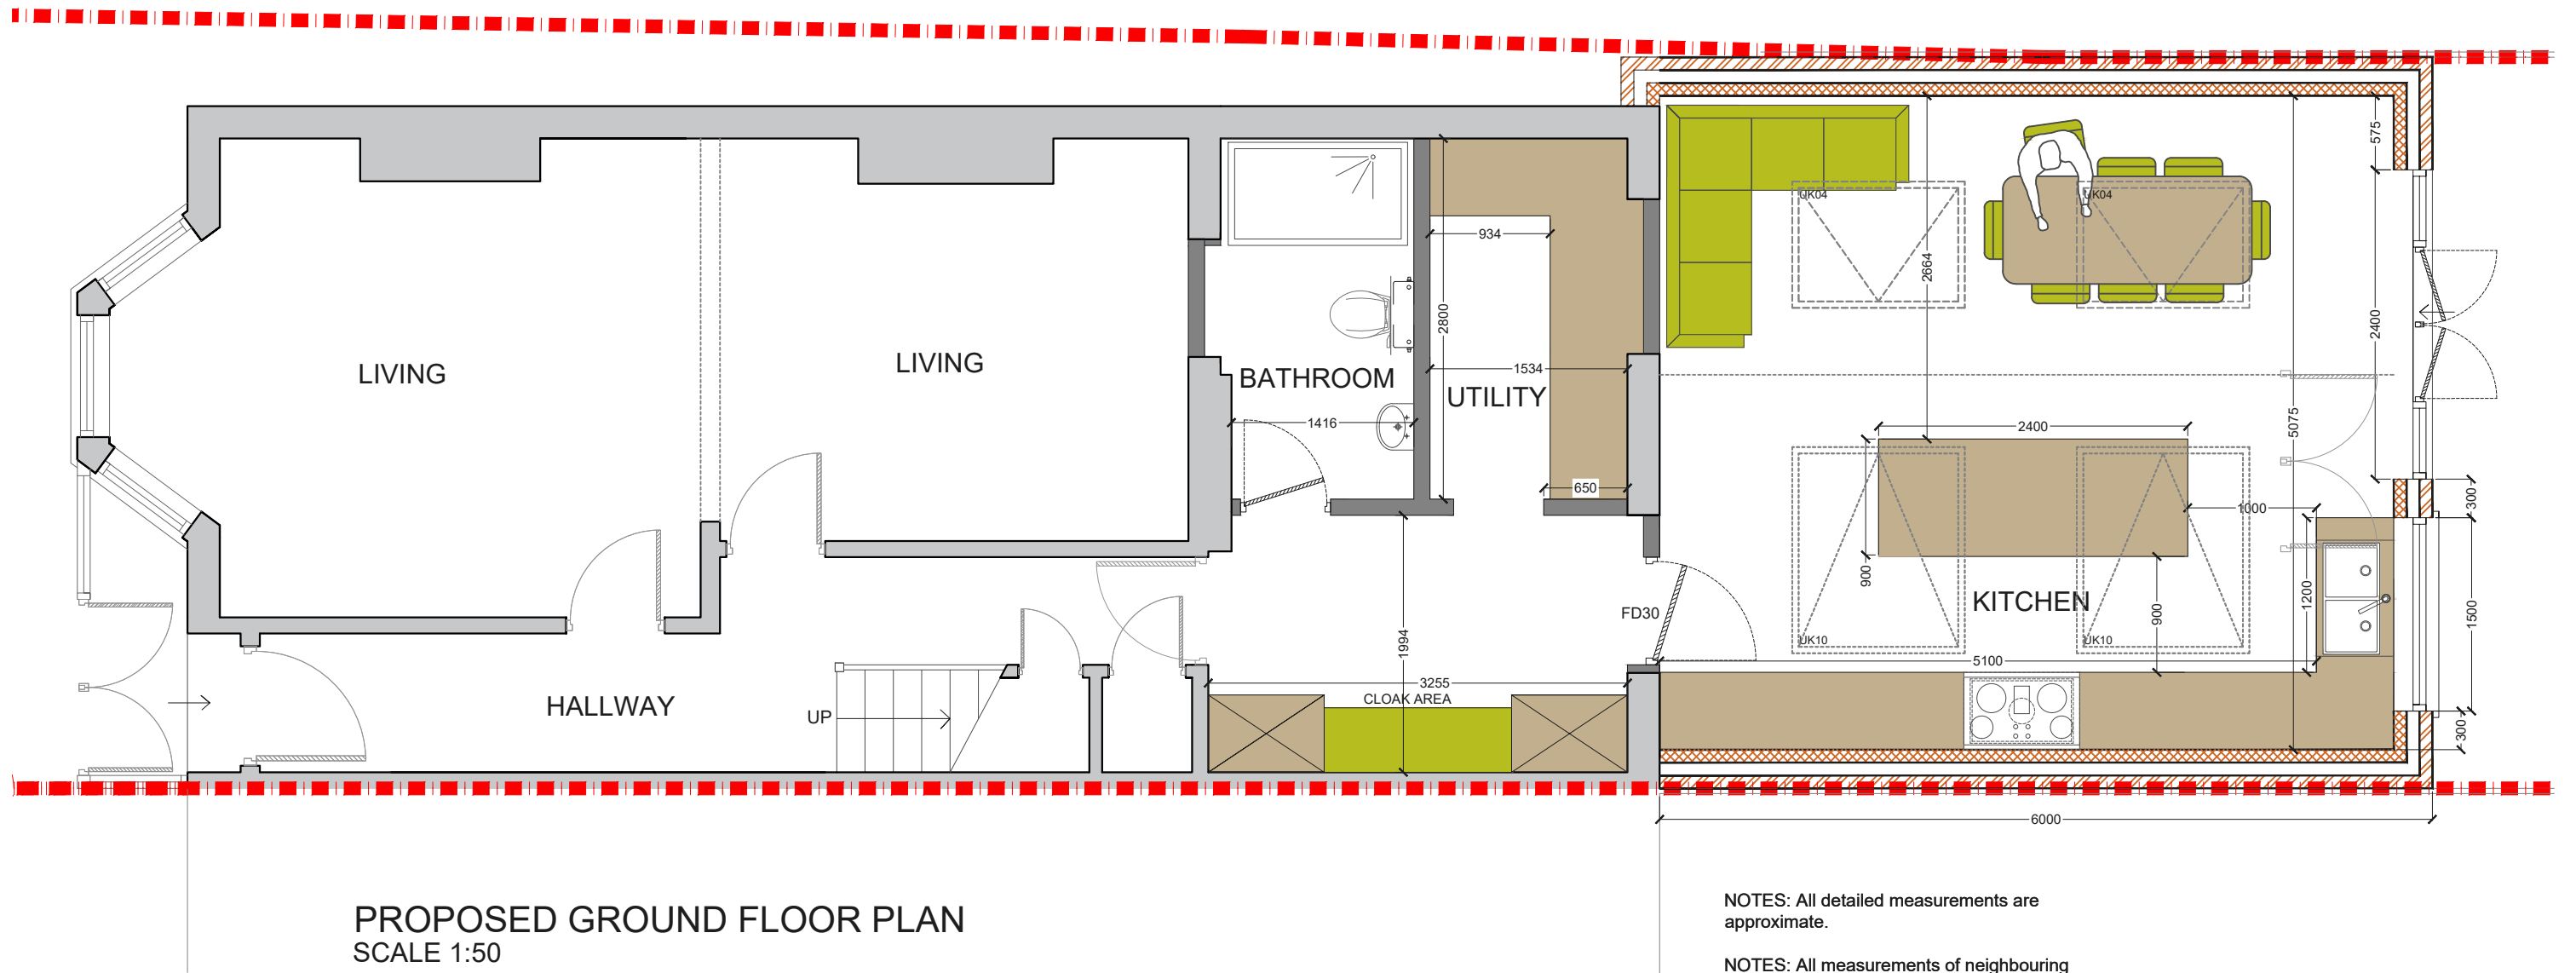 575
UK04
UK04
934
2664
2800
2400
LIVING
LIVING
BATHROOM
1534
UTILITY
1416
2400
5075
650
1000
300
900
FD30
KITCHEN
900
1200
1500
1994
UK10
UK10
5100
3255
CLOAK AREA
HALLWAY
UP
300
6000
PROPOSED GROUND FLOOR PLAN
SCALE 1:50
NOTES: All detailed measurements are
approximate.
NOTES: All measurements of neighbouring